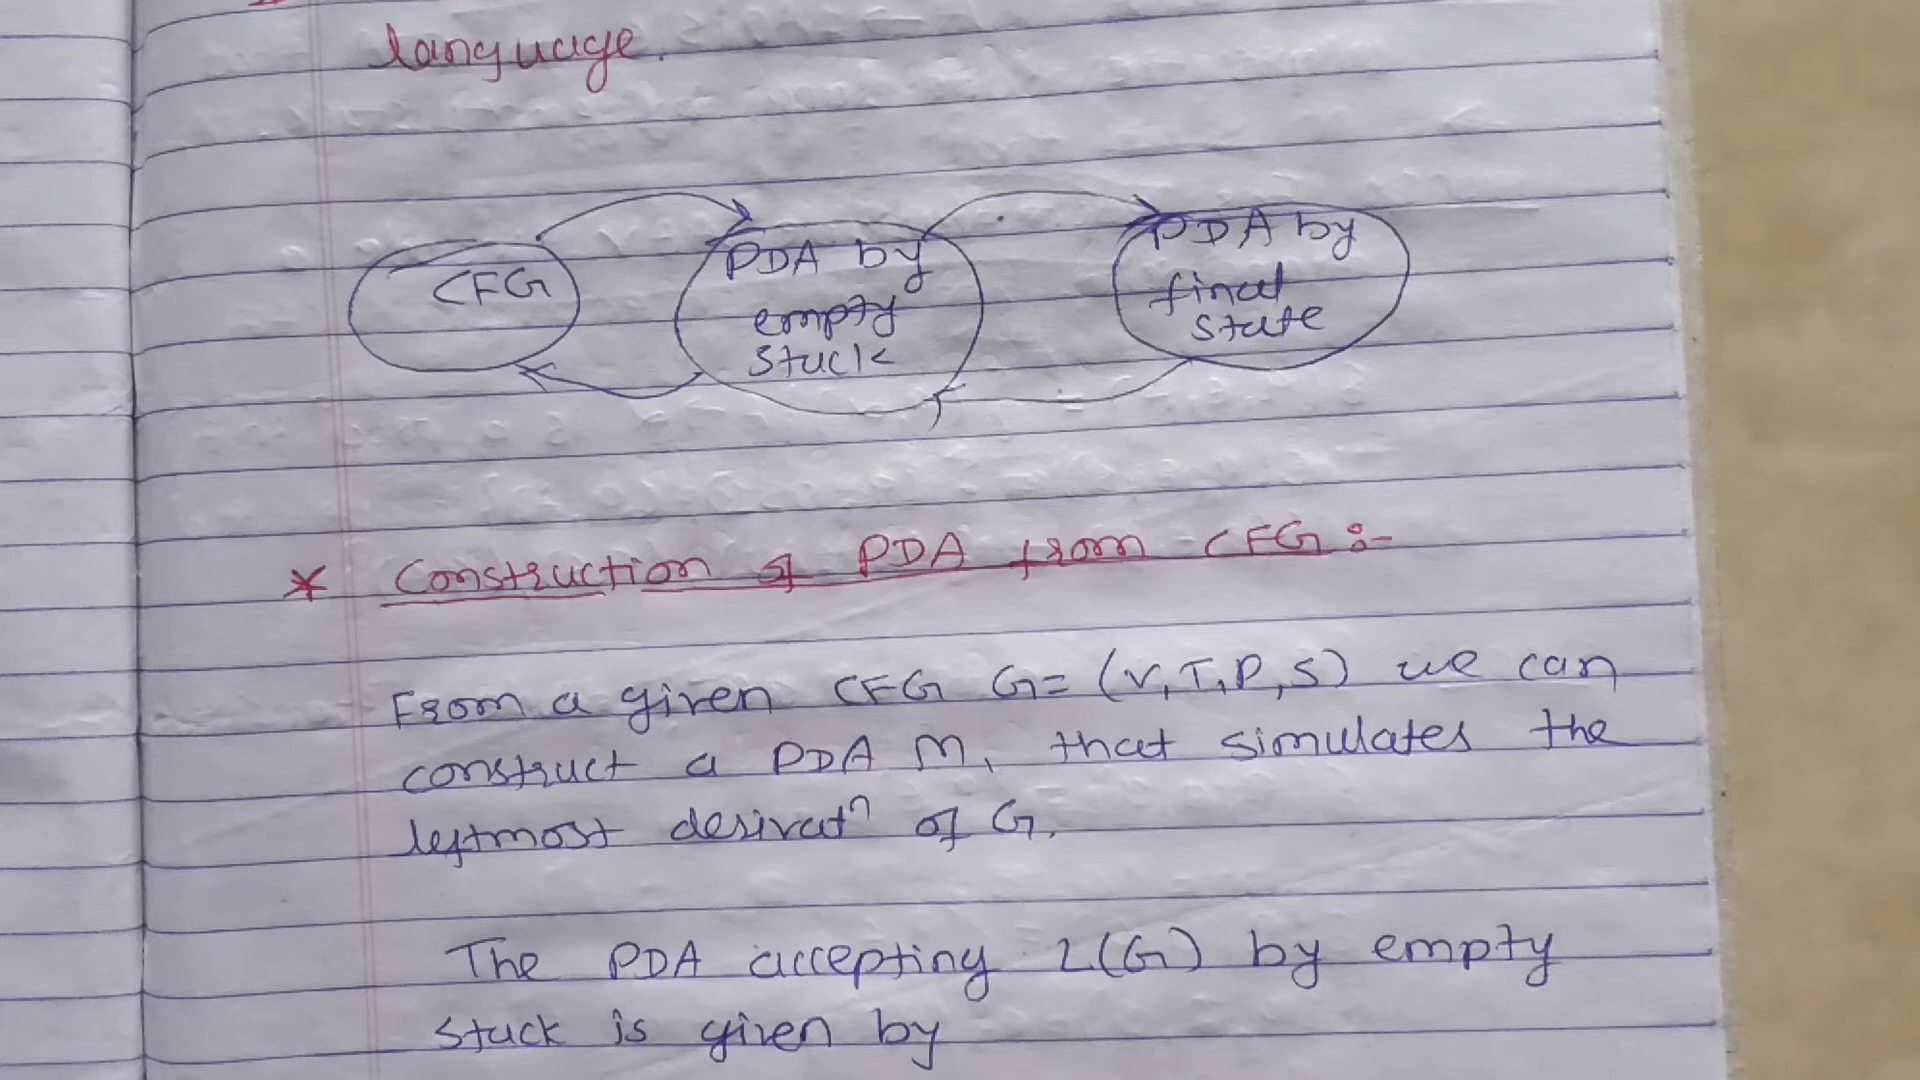 language.
CFG
PDA by
empty
stack
PDA by
final
state
* Construction of PDA from CFG :-
From a given CFG G = (V, T, P, S) we can
construct a PDA M, that simulates the
leftmost derivatⁿ of G.
The PDA accepting L(G) by empty
stack is given by